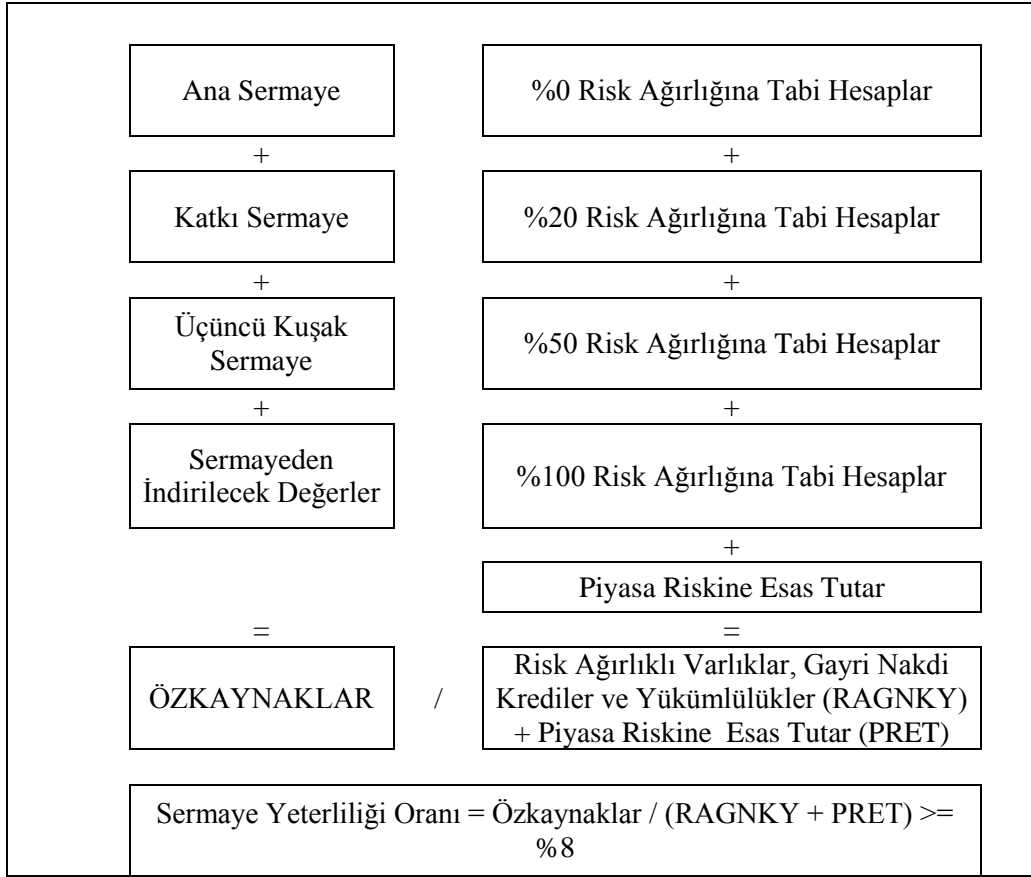 Ana Sermaye
%0 Risk Ağırlığına Tabi Hesaplar
+
+
Katkı Sermaye
%20 Risk Ağırlığına Tabi Hesaplar
+
+
Üçüncü Kuşak
Sermaye
%50 Risk Ağırlığına Tabi Hesaplar
+
+
Sermayeden
İndirilecek Değerler
%100 Risk Ağırlığına Tabi Hesaplar
+
Piyasa Riskine Esas Tutar
=
=
ÖZKAYNAKLAR
/
Risk Ağırlıklı Varlıklar, Gayri Nakdi
Krediler ve Yükümlülükler (RAGNKY)
+ Piyasa Riskine Esas Tutar (PRET)
Sermaye Yeterliliği Oranı = Özkaynaklar / (RAGNKY + PRET) >=
%8